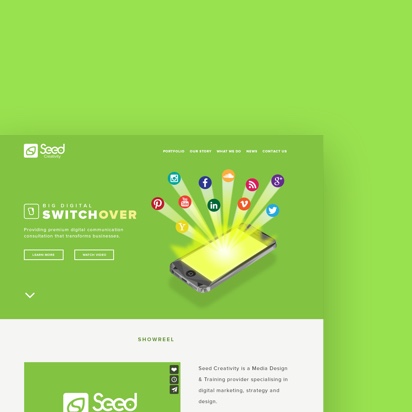 Seed
Creativity
PORTFOLIO OUR STORY WHAT WE DO NEWS CONTACT US
BIG DIGITAL
SWITCHOVER
Providing premium digital communication
consultation that transforms businesses.
LEARN MORE
WATCH VIDEO
SHOWREEL
Seed Creativity is a Media Design
& Training provider specialising in
digital marketing, strategy and
design.
Seed